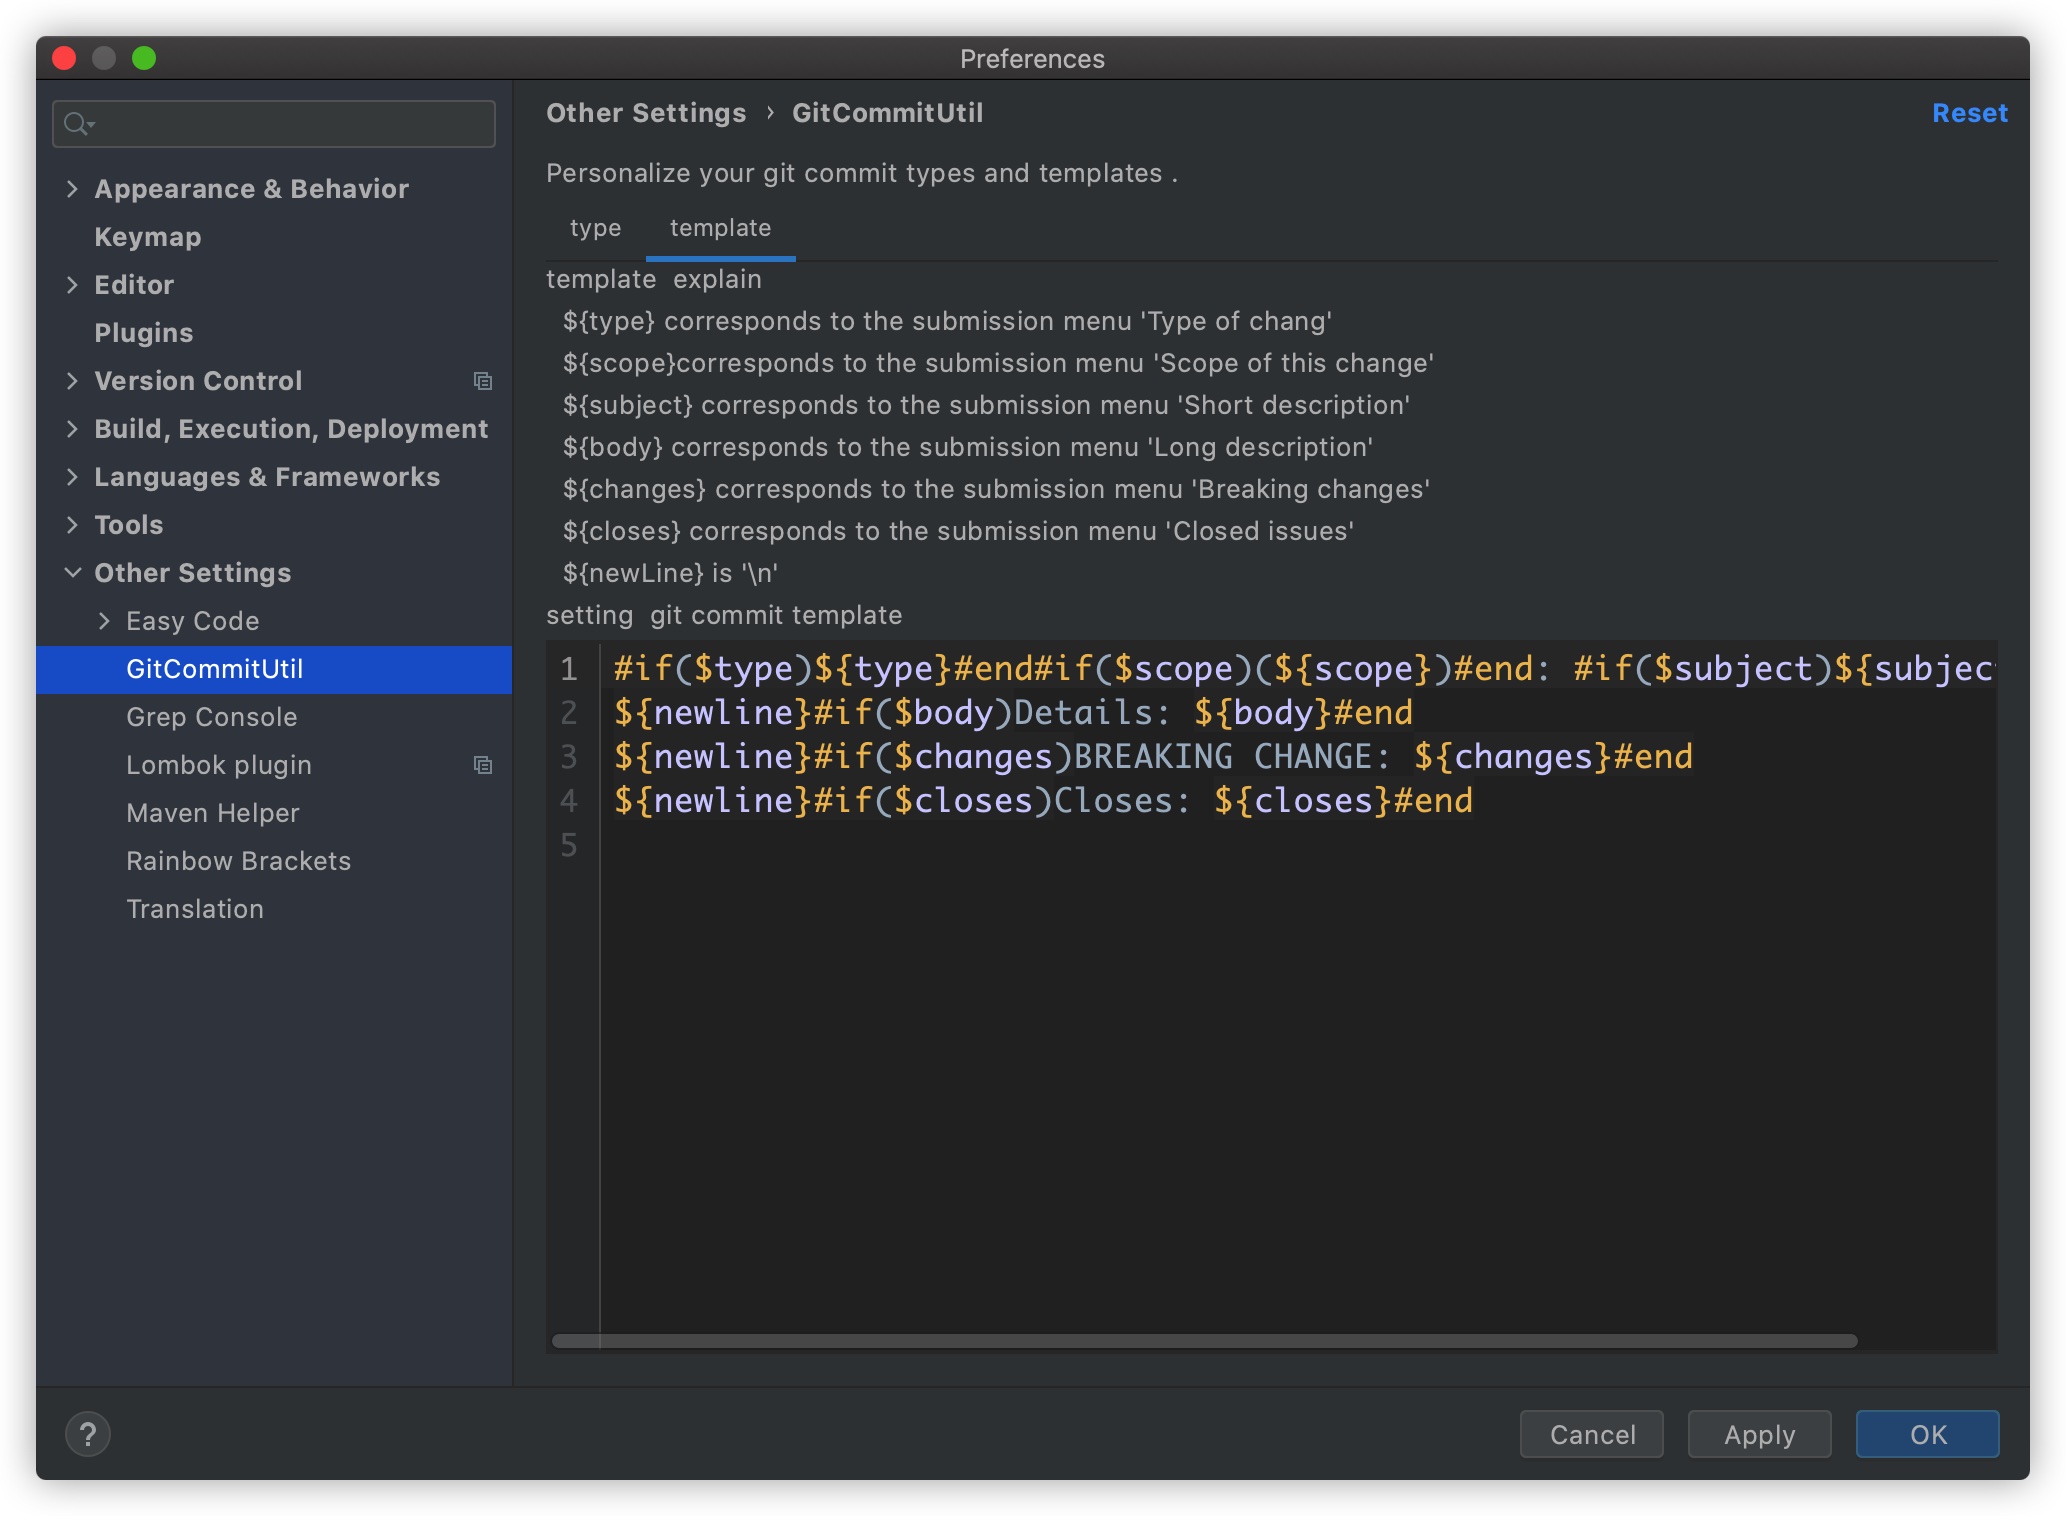 Preferences
Appearance & Behavior
Keymap
Editor
Plugins
Version Control
Build, Execution, Deployment
Languages & Frameworks
Tools
Other Settings
Easy Code
GitCommitUtil
Grep Console
Lombok plugin
Maven Helper
Rainbow Brackets
Translation
Other Settings › GitCommitUtil
Reset
Personalize your git commit types and templates .
type template
template explain
${type} corresponds to the submission menu 'Type of chang'
${scope}corresponds to the submission menu 'Scope of this change'
${subject} corresponds to the submission menu 'Short description'
${body} corresponds to the submission menu 'Long description'
${changes} corresponds to the submission menu 'Breaking changes'
${closes} corresponds to the submission menu 'Closed issues'
${newLine} is '\n'
setting git commit template
1 #if($type)${type}#end#if($scope)(${scope})#end: #if($subject)${subjec
2 ${newline}#if($body)Details: ${body}#end
3 ${newline}#if($changes)BREAKING CHANGE: ${changes}#end
4 ${newline}#if($closes)Closes: ${closes}#end
5
?
Cancel Apply OK